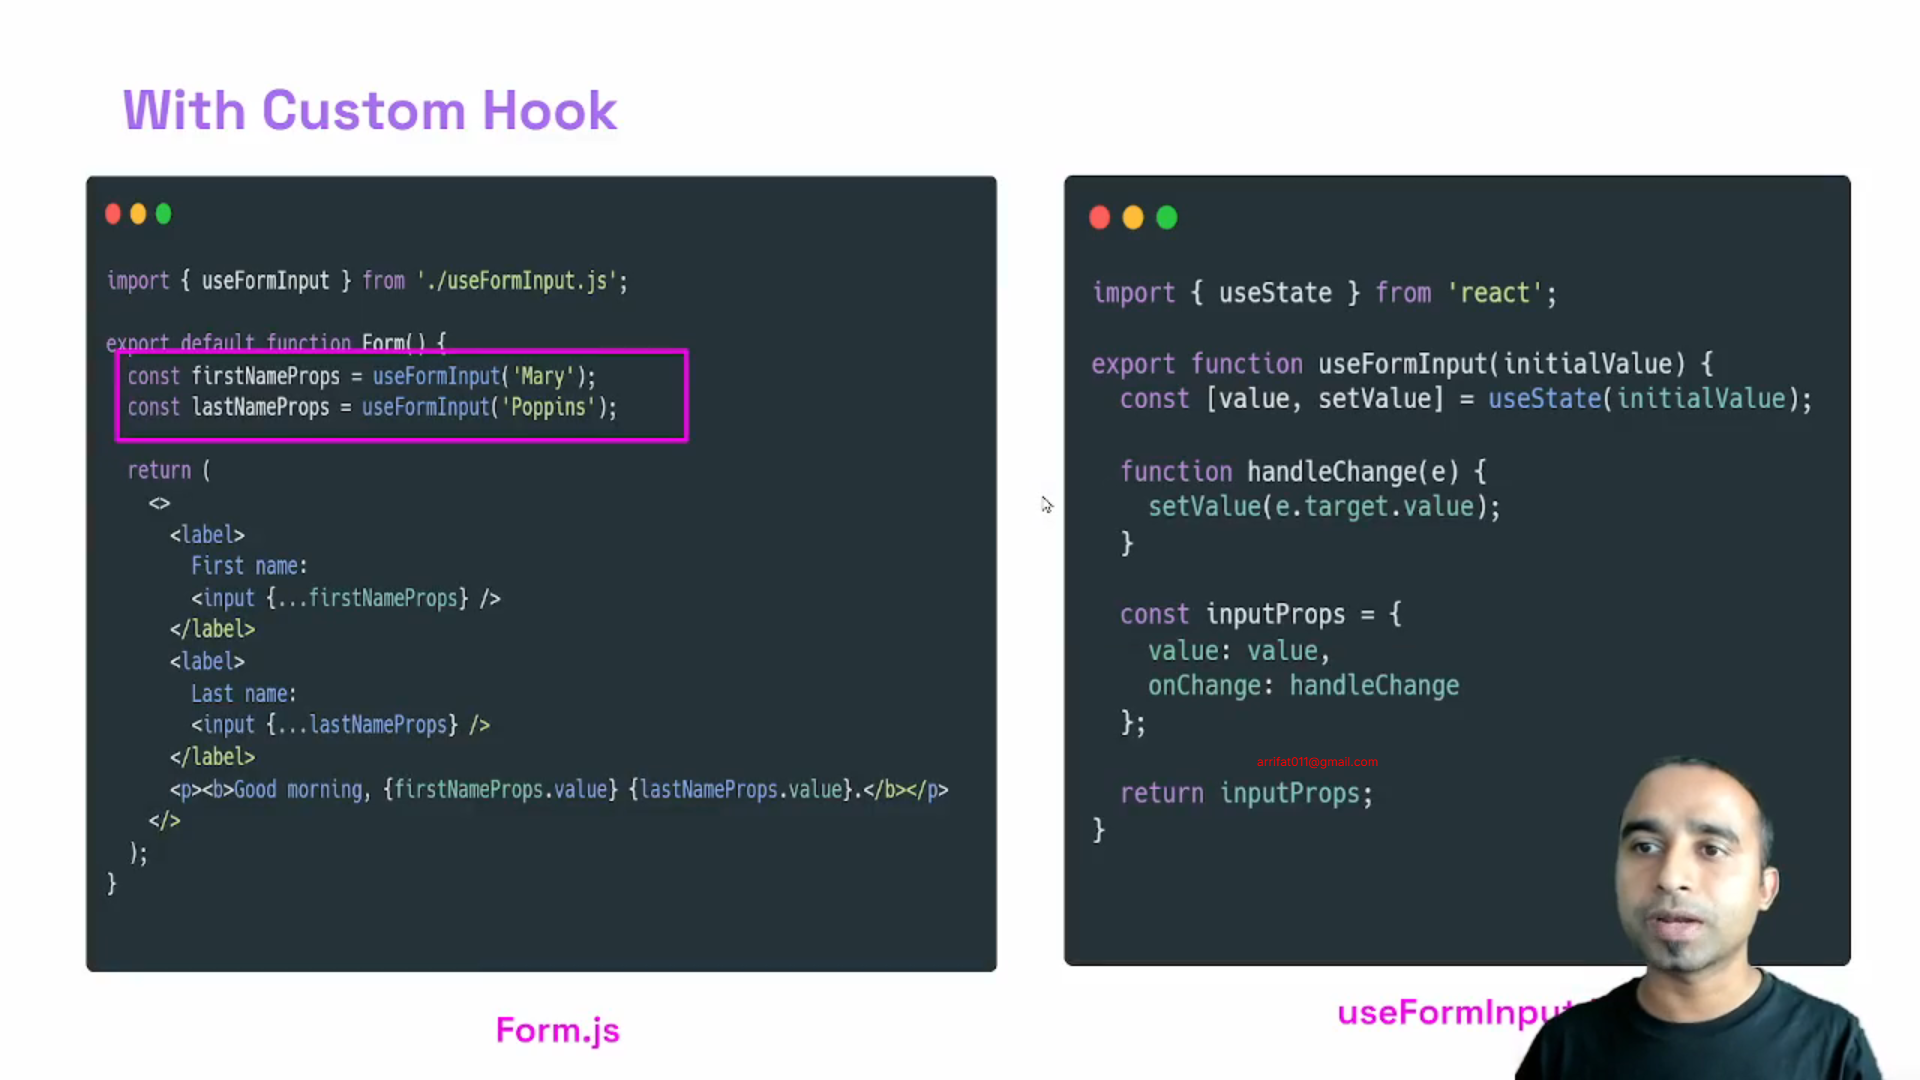 With Custom Hook
import { useFormInput } from './useFormInput.js';
export default function Form() {
const firstNameProps = useFormInput('Mary');
const lastNameProps = useFormInput('Poppins');
return (
<>
<label>
First name:
<input {...firstNameProps} />
</label>
<label>
Last name:
<input {...lastNameProps} />
</label>
<p><b>Good morning, {firstNameProps.value} {lastNameProps.value}.</b></p>
</>
);
}
Form.js
import { useState } from 'react';
export function useFormInput(initialValue) {
const [value, setValue] = useState(initialValue);
function handleChange(e) {
setValue(e.target.value);
}
const inputProps = {
value: value,
onChange: handleChange
};
arrifat011@gmail.com
return inputProps;
}
useFormInput